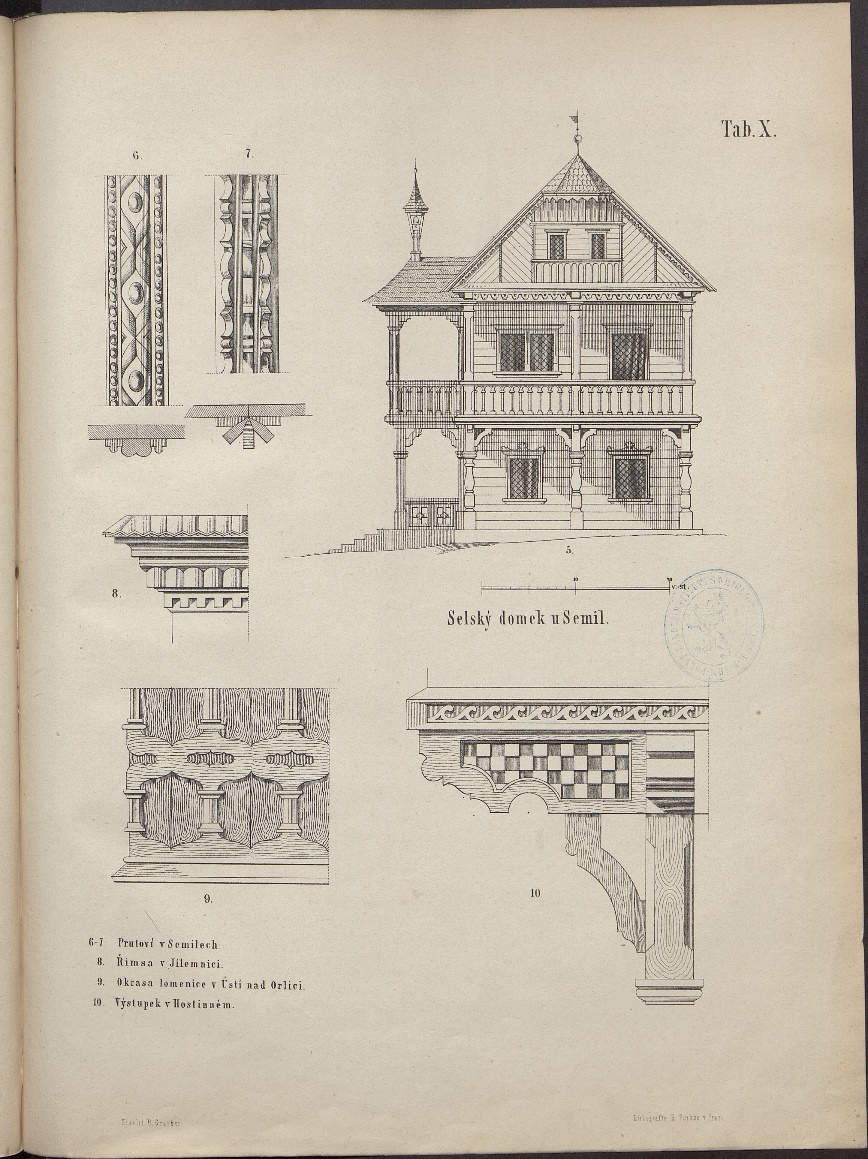 Tab. X.
6.
7.
5.
10
Selský domek u Semil.
8.
9.
10
6-7 Prutoví v Semilech
8. Římsa v Jilemnici.
9. Okrasa lomenice v Ústí nad Orlicí.
10. Výstupek v Hostinném.